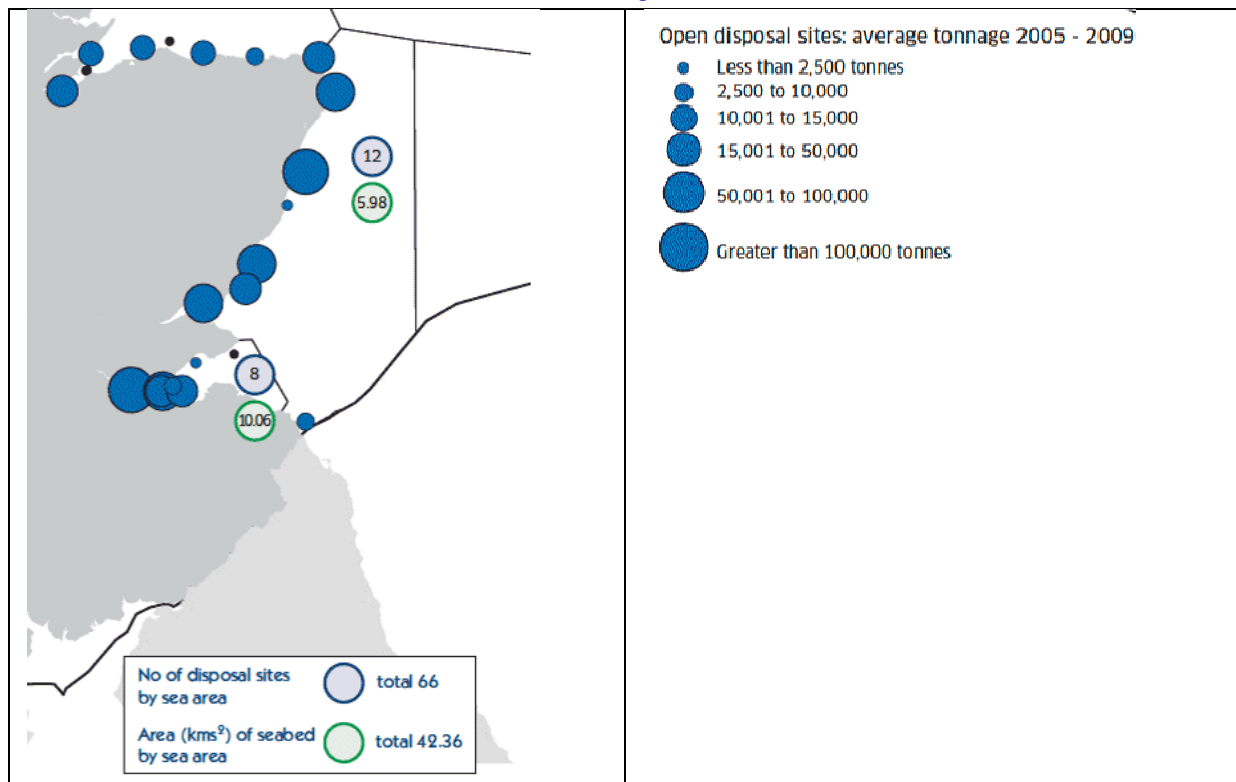 12
5.98
8
10.06
No of disposal sites
by sea area
total 66
Area (kms²) of seabed
by sea area
total 42.36
Open disposal sites: average tonnage 2005 - 2009
Less than 2,500 tonnes
2,500 to 10,000
10,001 to 15,000
15,001 to 50,000
50,001 to 100,000
Greater than 100,000 tonnes